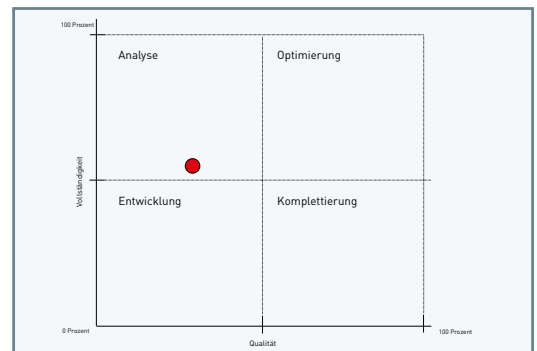 100 Prozent
Analyse
Optimierung
Vollständigkeit
Entwicklung
Komplettierung
0 Prozent
100 Prozent
Qualität